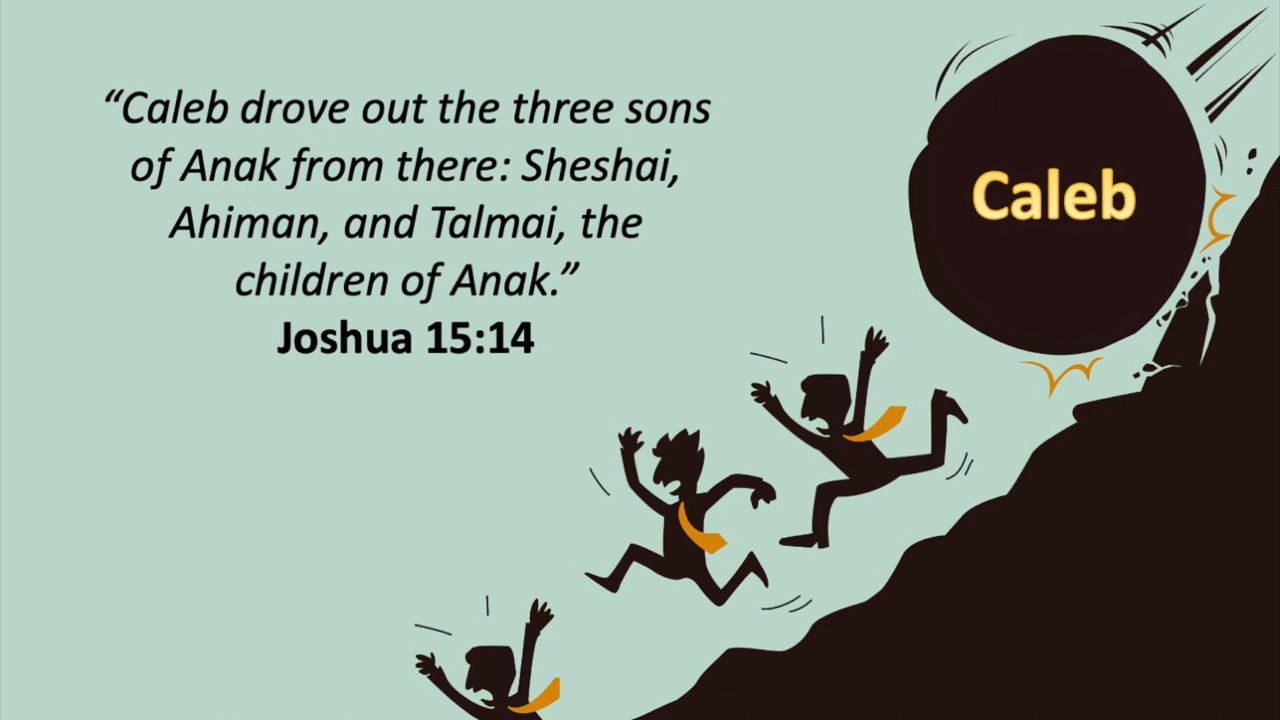 “Caleb drove out the three sons
of Anak from there: Sheshai,
Ahiman, and Talmai, the
children of Anak.”
Joshua 15:14
Caleb